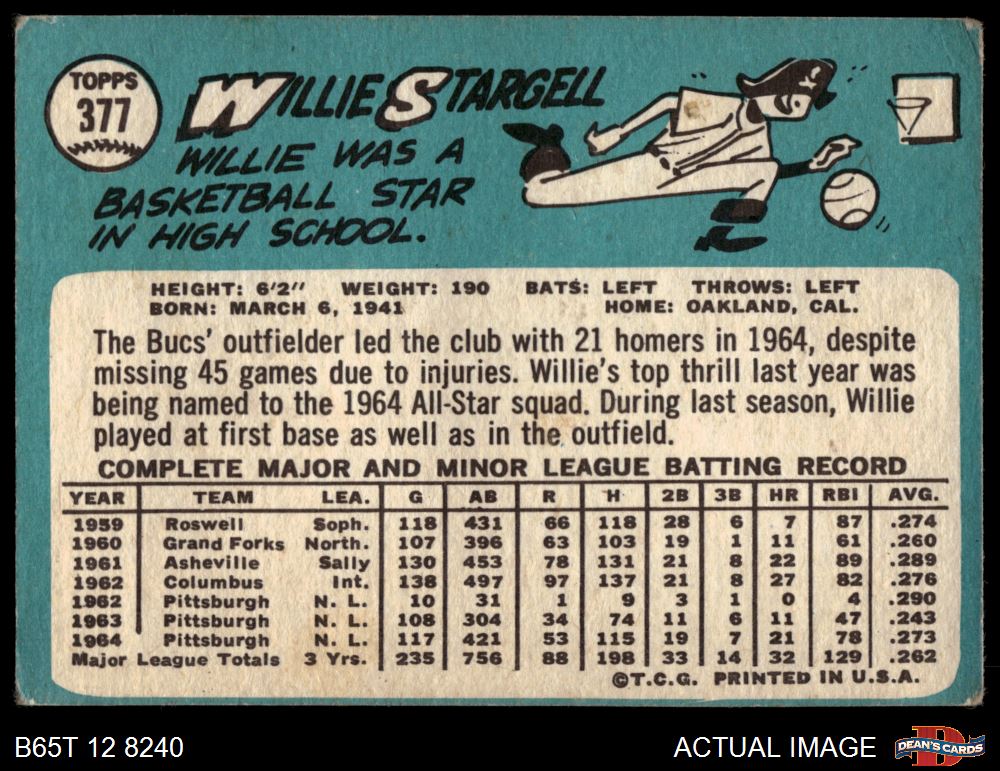 TOPPS
377
WILLIE STARGELL
WILLIE WAS A
BASKETBALL STAR
IN HIGH SCHOOL.
HEIGHT: 6'2" WEIGHT: 190 BATS: LEFT THROWS: LEFT
BORN: MARCH 6, 1941 HOME: OAKLAND, CAL.
The Bucs' outfielder led the club with 21 homers in 1964, despite
missing 45 games due to injuries. Willie's top thrill last year was
being named to the 1964 All-Star squad. During last season, Willie
played at first base as well as in the outfield.
COMPLETE MAJOR AND MINOR LEAGUE BATTING RECORD
YEAR TEAM LEA. G AB R H 2B 3B HR RBI AVG.
1959 Roswell Soph. 118 431 66 118 28 6 7 87 .274
1960 Grand Forks North. 107 396 63 103 19 1 11 61 .260
1961 Asheville Sally 130 453 78 131 21 8 22 89 .289
1962 Columbus Int. 138 497 97 137 21 8 27 82 .276
1962 Pittsburgh N. L. 10 31 1 9 3 1 0 4 .290
1963 Pittsburgh N. L. 108 304 34 74 11 6 11 47 .243
1964 Pittsburgh N. L. 117 421 53 115 19 7 21 78 .273
Major League Totals 3 Yrs. 235 756 88 198 33 14 32 129 .262
©T.C.G. PRINTED IN U.S.A.
B65T 12 8240 ACTUAL IMAGE DEAN'S CARDS